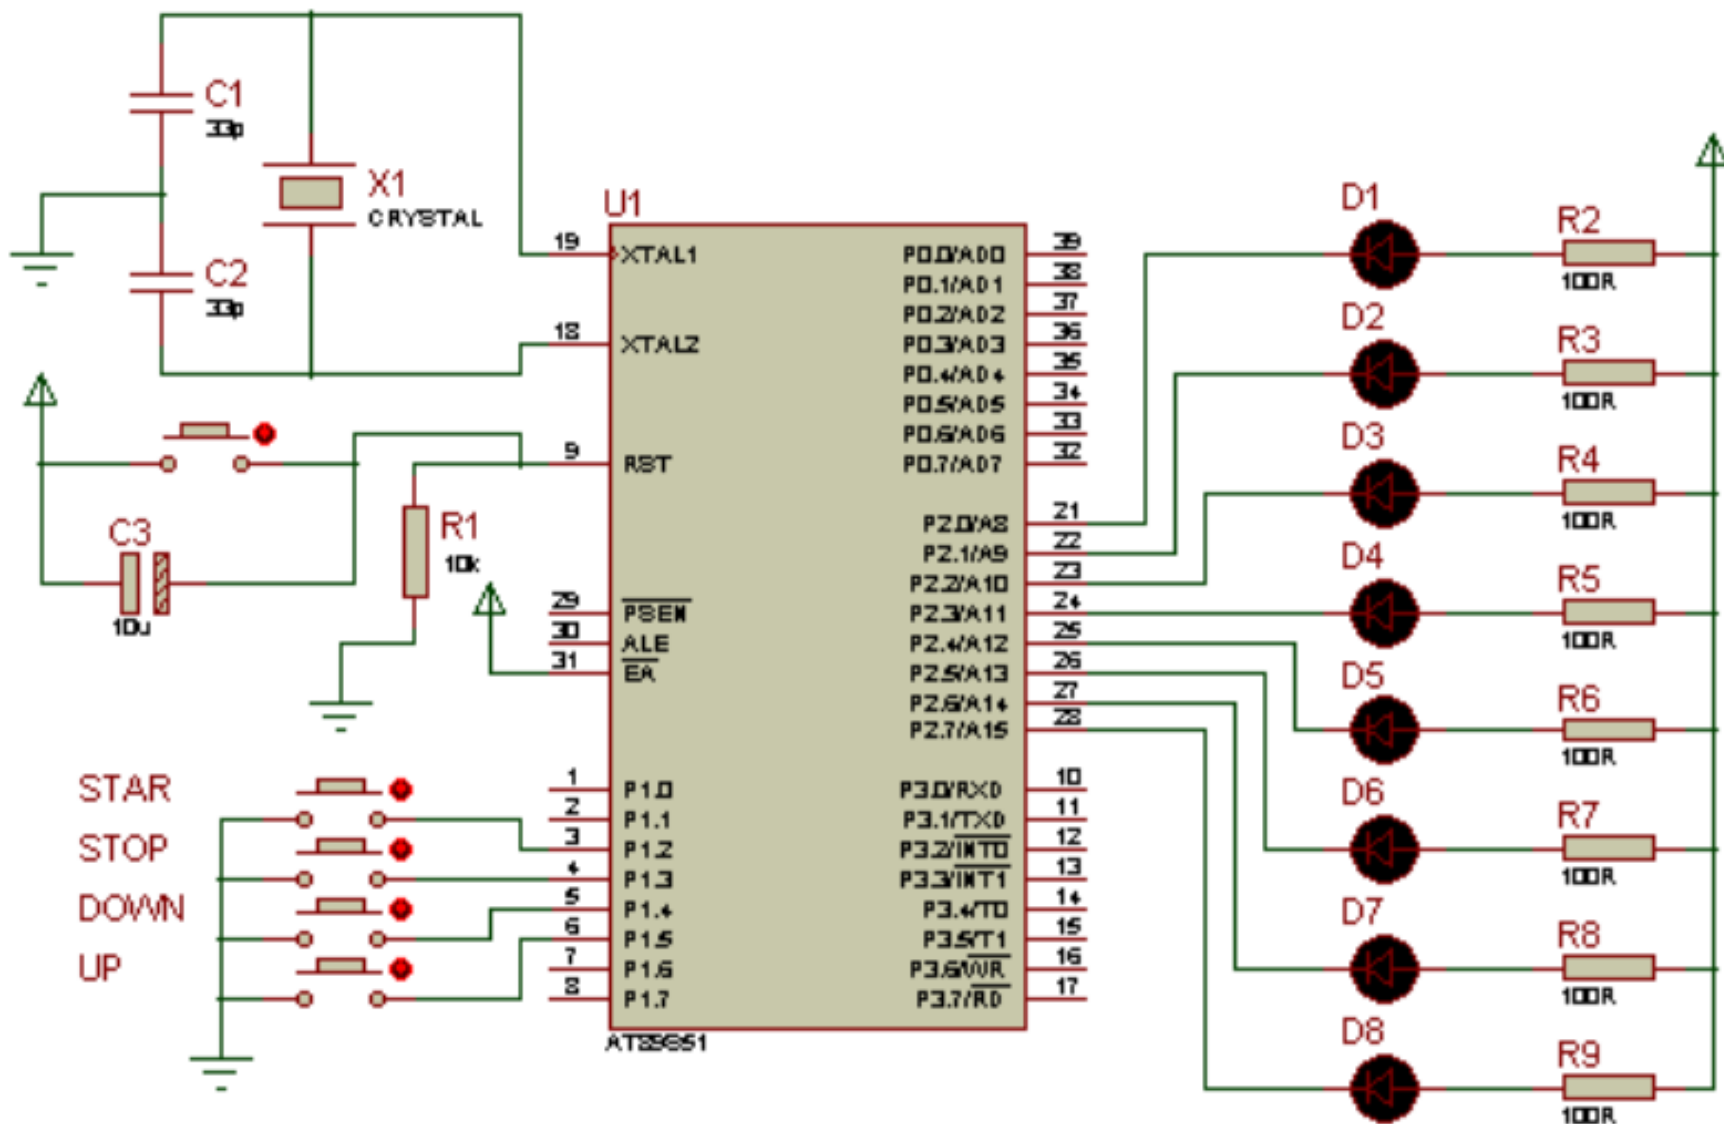 C1
33p
X1
CRYSTAL
C2
33p
C3
10u
R1
10k
STAR
STOP
DOWN
UP
U1
19 XTAL1
18 XTAL2
9 RST
29 PSEN
30 ALE
31 EA
1 P1.0
2 P1.1
3 P1.2
4 P1.3
5 P1.4
6 P1.5
7 P1.6
8 P1.7
P0.0/AD0 39
P0.1/AD1 38
P0.2/AD2 37
P0.3/AD3 36
P0.4/AD4 35
P0.5/AD5 34
P0.6/AD6 33
P0.7/AD7 32
P2.0/A8 21
P2.1/A9 22
P2.2/A10 23
P2.3/A11 24
P2.4/A12 25
P2.5/A13 26
P2.6/A14 27
P2.7/A15 28
P3.0/RXD 10
P3.1/TXD 11
P3.2/INT0 12
P3.3/INT1 13
P3.4/T0 14
P3.5/T1 15
P3.6/WR 16
P3.7/RD 17
D1
R2
100R
D2
R3
100R
D3
R4
100R
D4
R5
100R
D5
R6
100R
D6
R7
100R
D7
R8
100R
D8
R9
100R